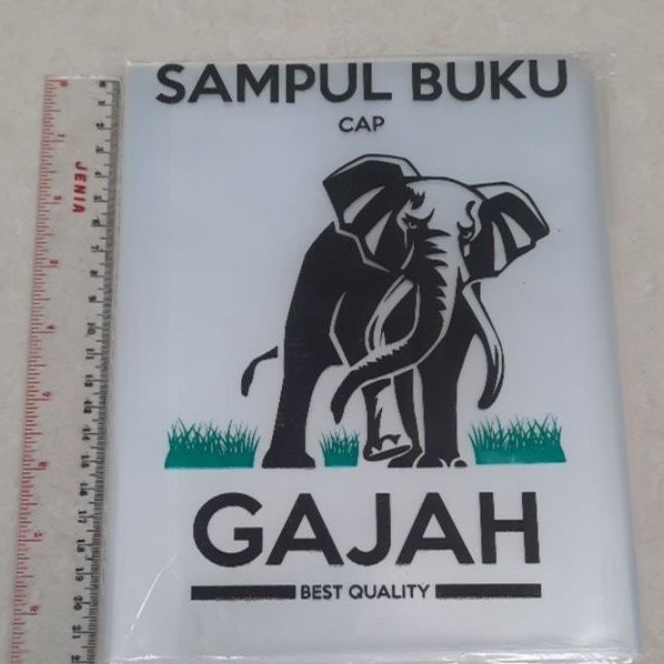 SAMPUL BUKU
CAP
GAJAH
BEST QUALITY
JENIA